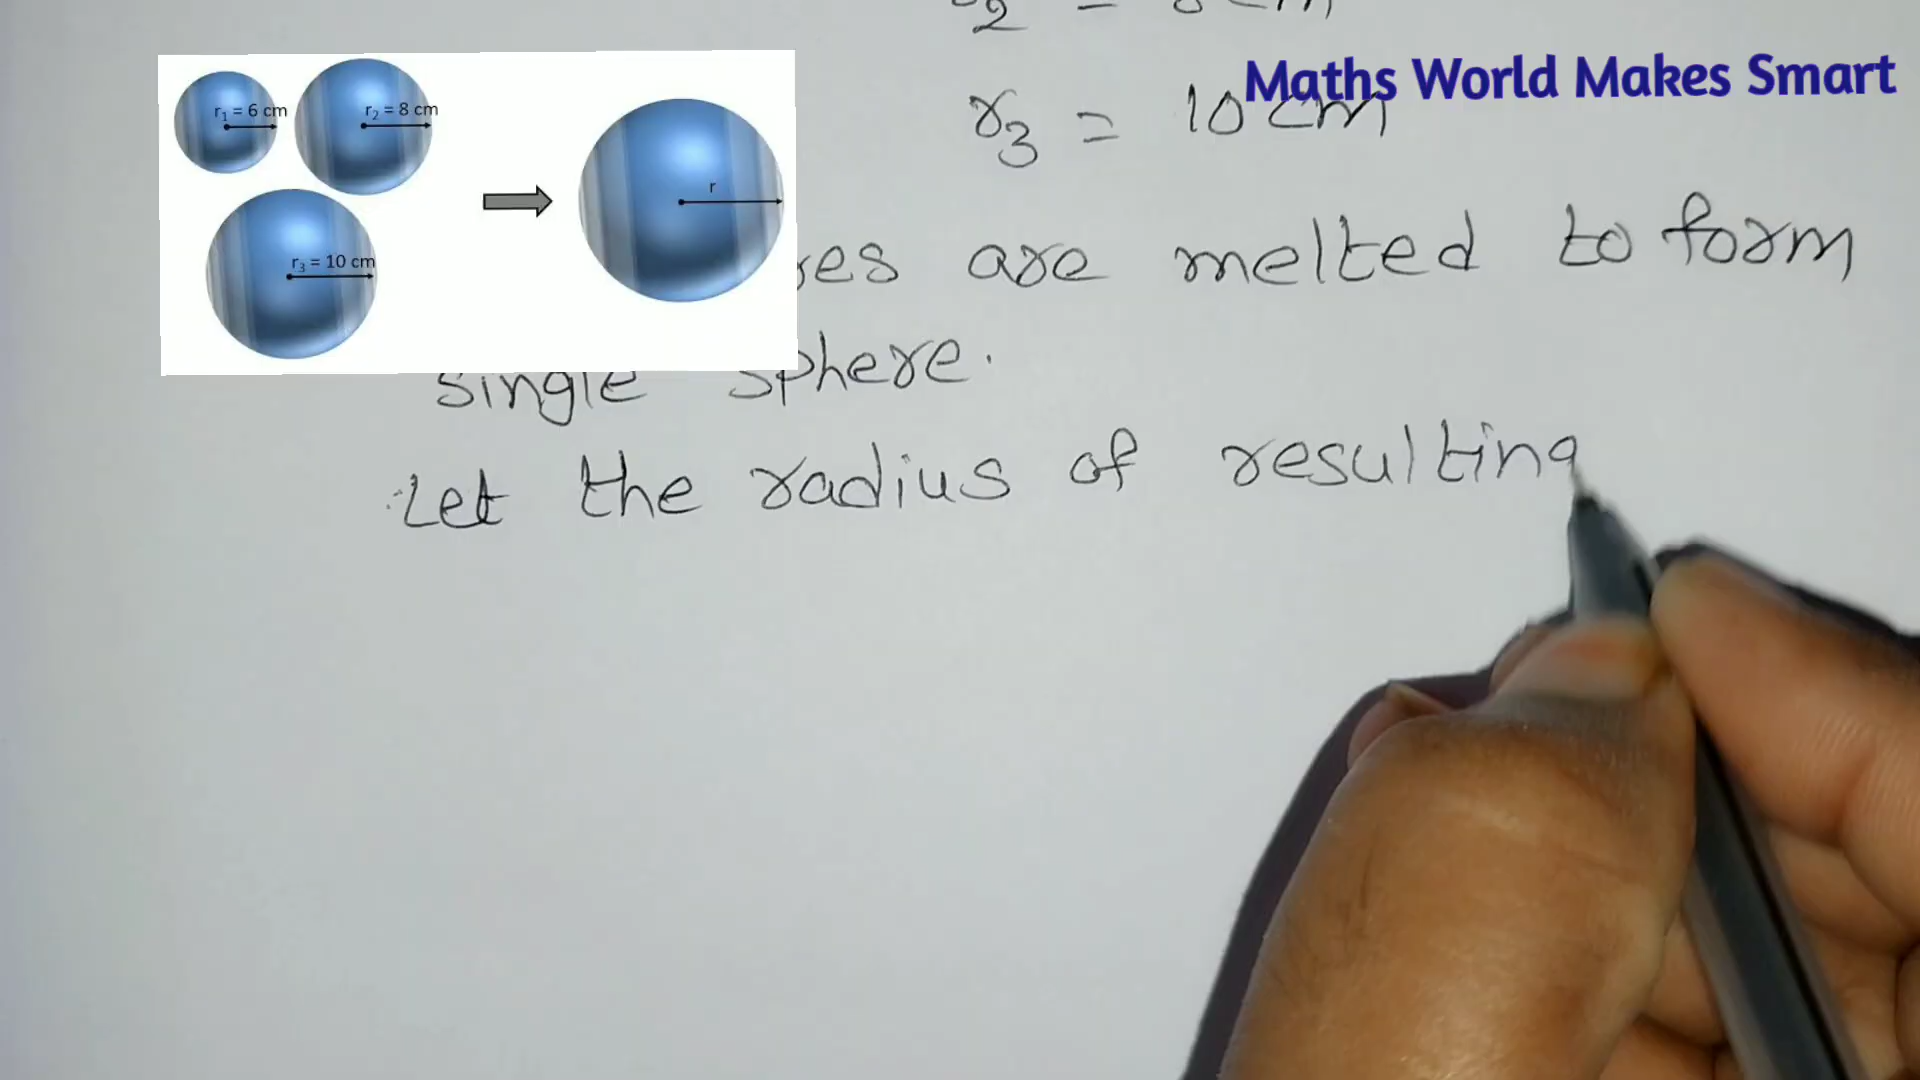 Maths World Makes Smart
r₁ = 6 cm
r₂ = 8 cm
r₃ = 10 cm
r
r₃ = 10 cm
are melted to form
single sphere.
Let the radius of resulting